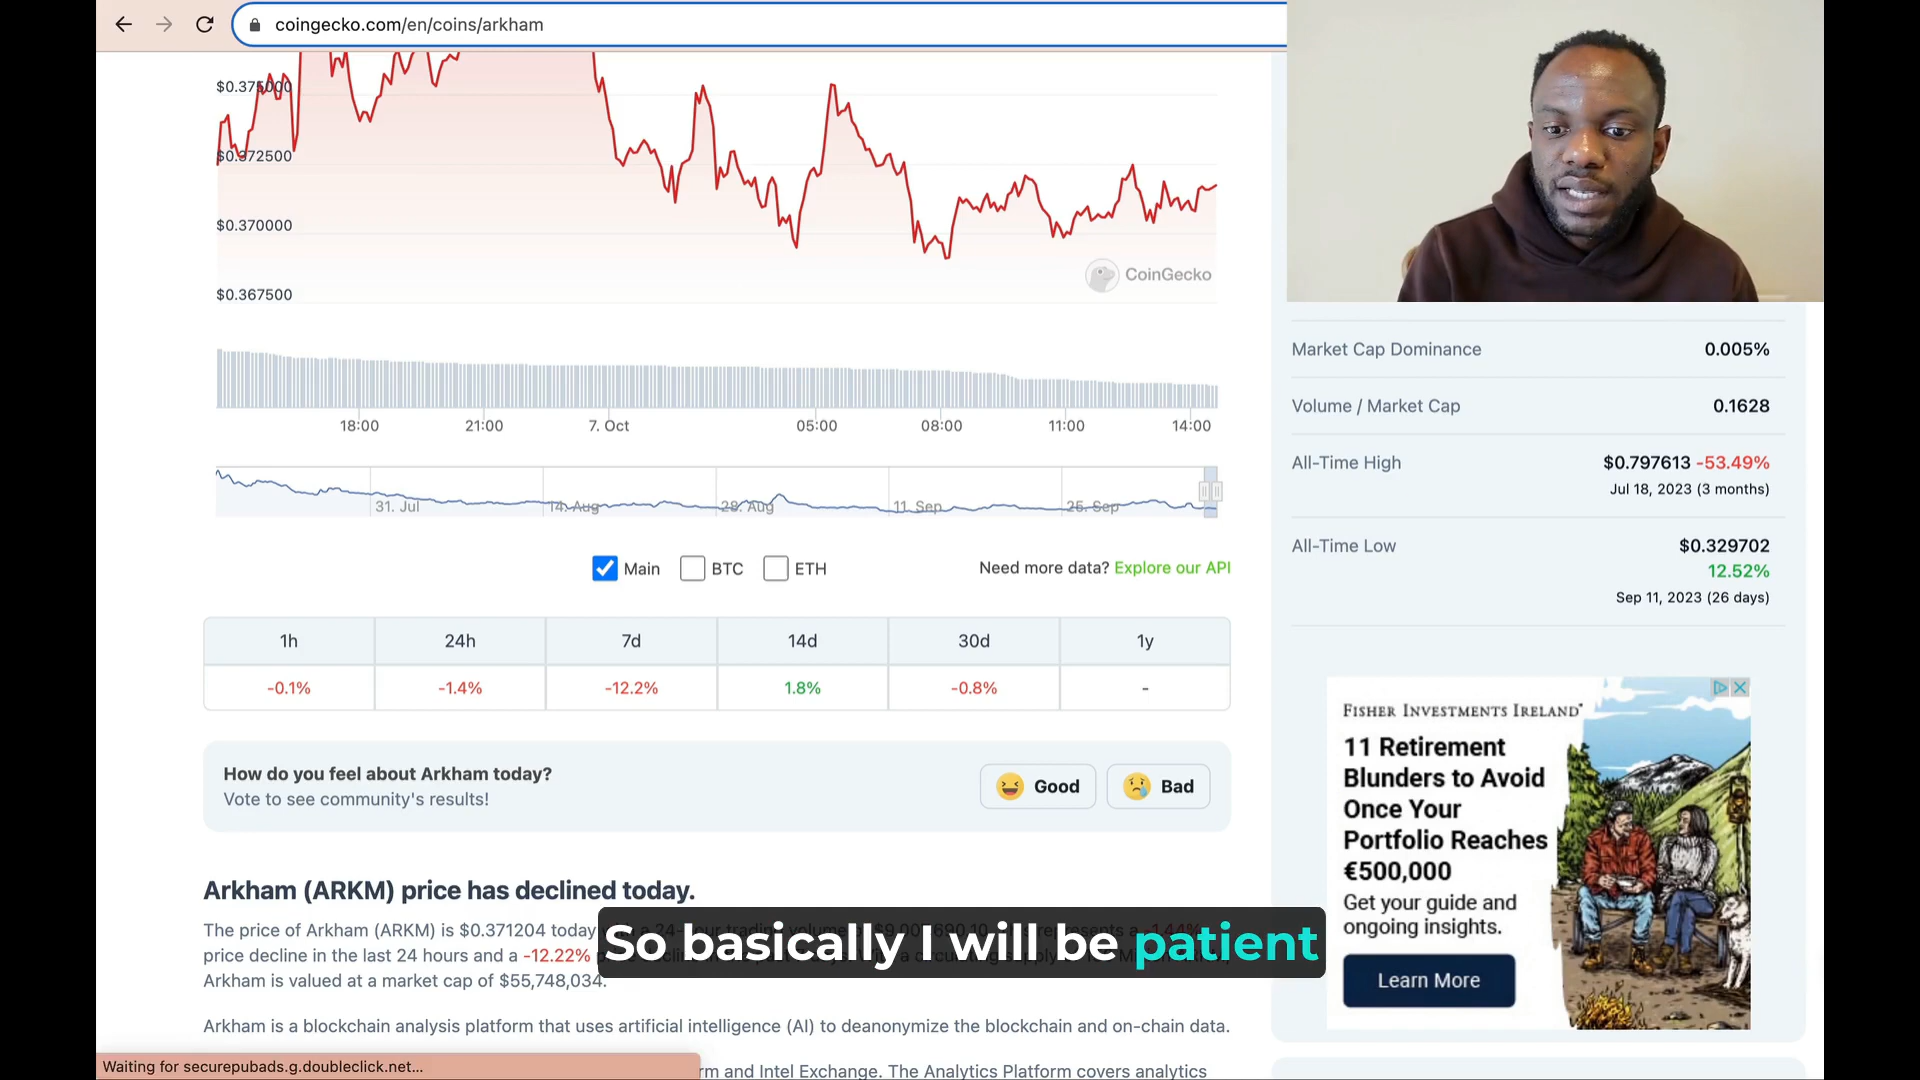 coingecko.com/en/coins/arkham
$0.375000
$0.372500
$0.370000
$0.367500
CoinGecko
18:00 21:00 7. Oct 05:00 08:00 11:00 14:00
31. Jul 14. Aug 28. Aug 11. Sep 25. Sep
Main BTC ETH Need more data? Explore our API
1h 24h 7d 14d 30d 1y
-0.1% -1.4% -12.2% 1.8% -0.8% -
How do you feel about Arkham today?
Vote to see community's results!
Good Bad
Arkham (ARKM) price has declined today.
The price of Arkham (ARKM) is $0.371204 today
price decline in the last 24 hours and a -12.22%
Arkham is valued at a market cap of $55,748,034.
Arkham is a blockchain analysis platform that uses artificial intelligence (AI) to deanonymize the blockchain and on-chain data.
rm and Intel Exchange. The Analytics Platform covers analytics
So basically I will be patient
Waiting for securepubads.g.doubleclick.net...
Market Cap Dominance 0.005%
Volume / Market Cap 0.1628
All-Time High $0.797613 -53.49%
Jul 18, 2023 (3 months)
All-Time Low $0.329702
12.52%
Sep 11, 2023 (26 days)
FISHER INVESTMENTS IRELAND
11 Retirement
Blunders to Avoid
Once Your
Portfolio Reaches
€500,000
Get your guide and
ongoing insights.
Learn More